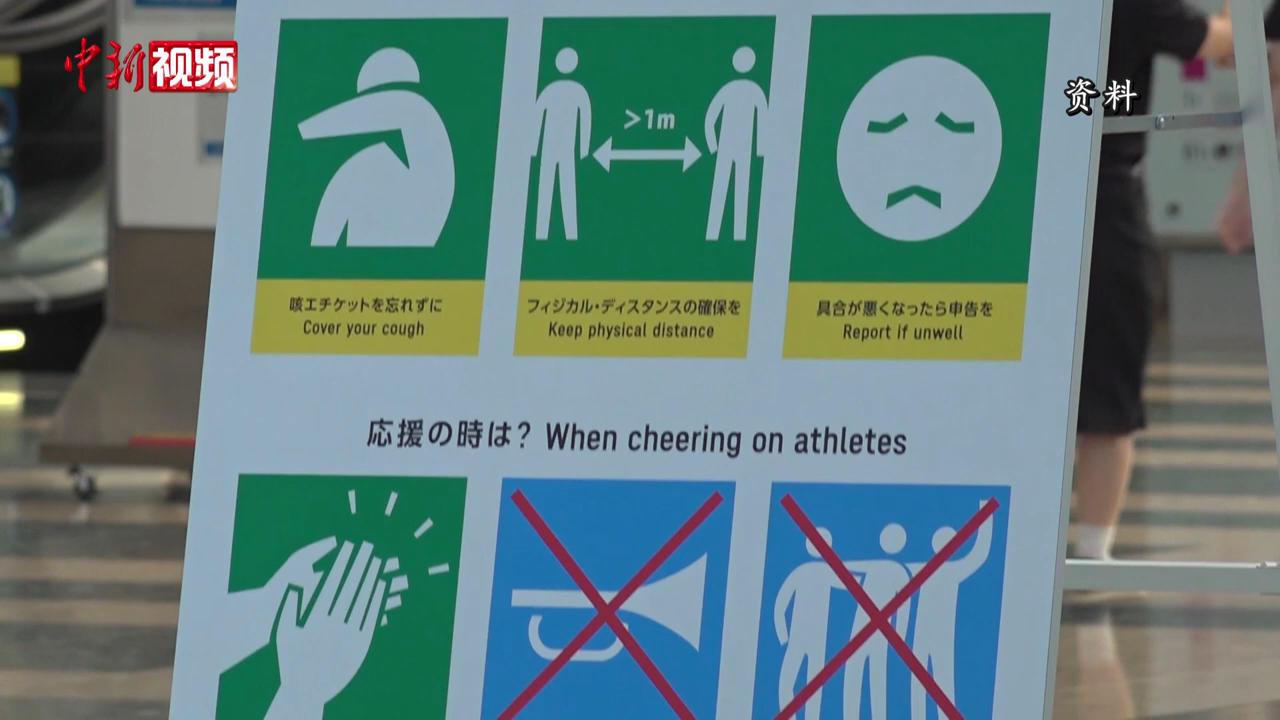 中新视频
资料
>1m
咳エチケットを忘れずに
Cover your cough
フィジカル・ディスタンスの確保を
Keep physical distance
具合が悪くなったら申告を
Report if unwell
応援の時は? When cheering on athletes